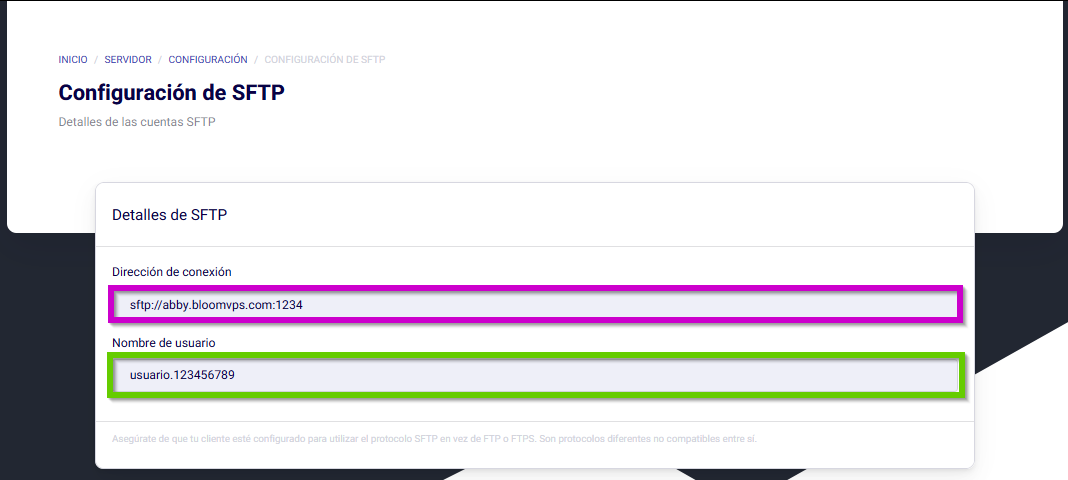 INICIO / SERVIDOR / CONFIGURACIÓN / CONFIGURACIÓN DE SFTP
Configuración de SFTP
Detalles de las cuentas SFTP
Detalles de SFTP
Dirección de conexión
sftp://abby.bloomvps.com:1234
Nombre de usuario
usuario.123456789
Asegúrate de que tu cliente esté configurado para utilizar el protocolo SFTP en vez de FTP o FTPS. Son protocolos diferentes no compatibles entre sí.